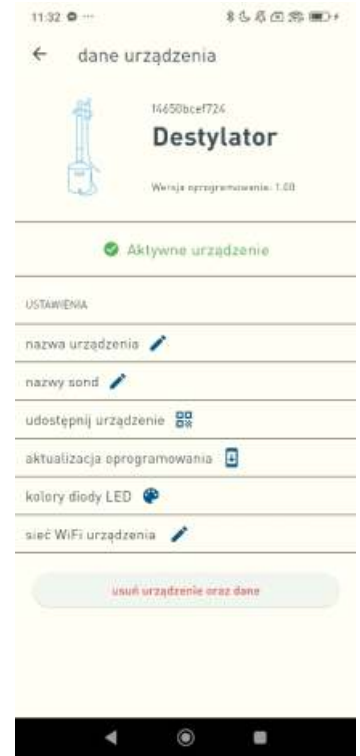 11:32 ...
dane urządzenia
14650bcef724
Destylator
Wersja oprogramowania: 1.00
Aktywne urządzenie
USTAWIENIA
nazwa urządzenia
nazwy sond
udostępnij urządzenie
aktualizacja oprogramowania
kolory diody LED
sieć WiFi urządzenia
usuń urządzenie oraz dane